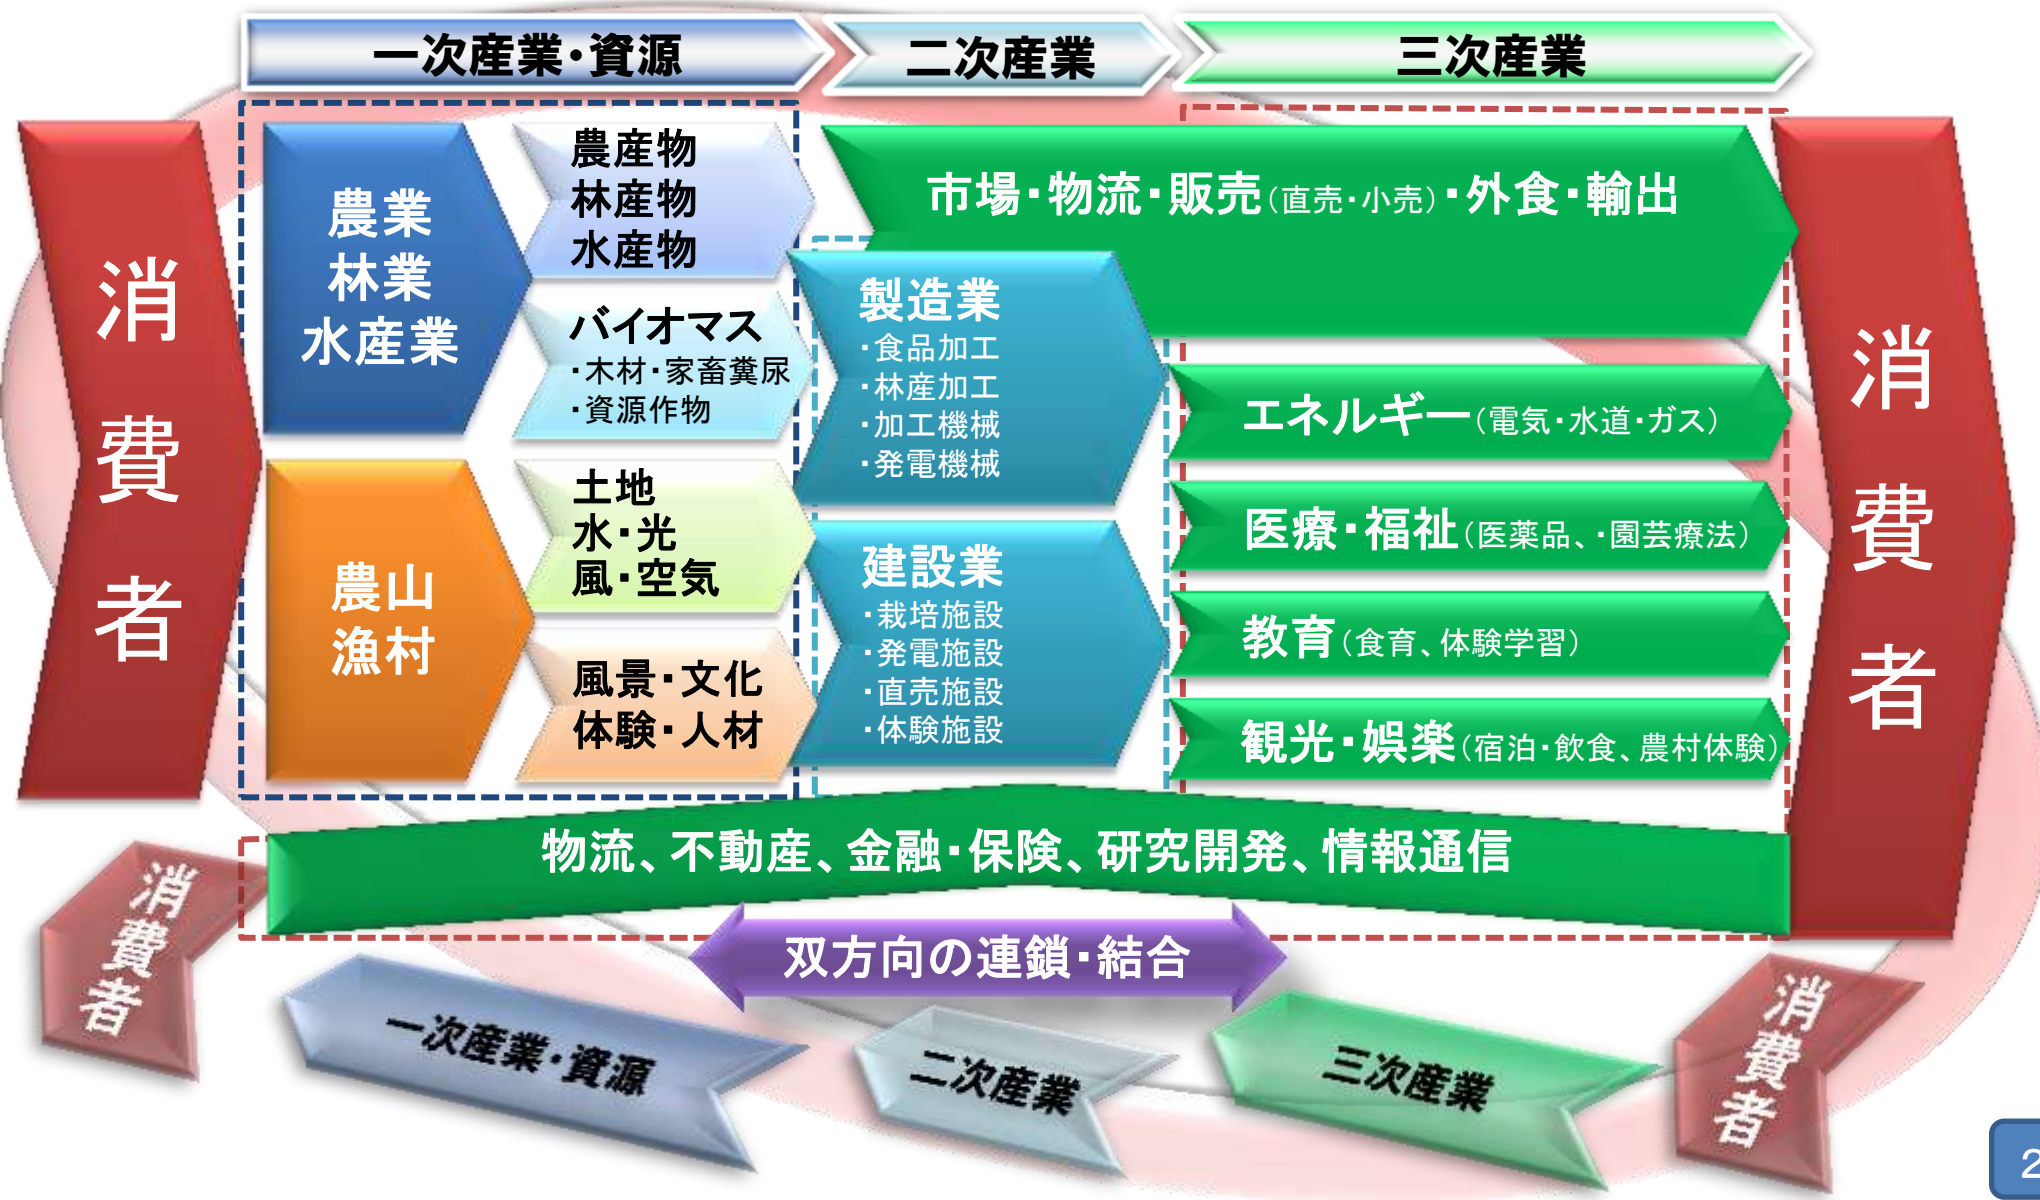 一次産業・資源
二次産業
三次産業
消費者
農業
林業
水産業
農産物
林産物
水産物
バイオマス
・木材・家畜糞尿
・資源作物
農山
漁村
土地
水・光
風・空気
風景・文化
体験・人材
製造業
・食品加工
・林産加工
・加工機械
・発電機械
建設業
・栽培施設
・発電施設
・直売施設
・体験施設
市場・物流・販売(直売・小売)・外食・輸出
エネルギー(電気・水道・ガス)
医療・福祉(医薬品、・園芸療法)
教育(食育、体験学習)
観光・娯楽(宿泊・飲食、農村体験)
消費者
物流、不動産、金融・保険、研究開発、情報通信
双方向の連鎖・結合
消費者
一次産業・資源
二次産業
三次産業
消費者
2